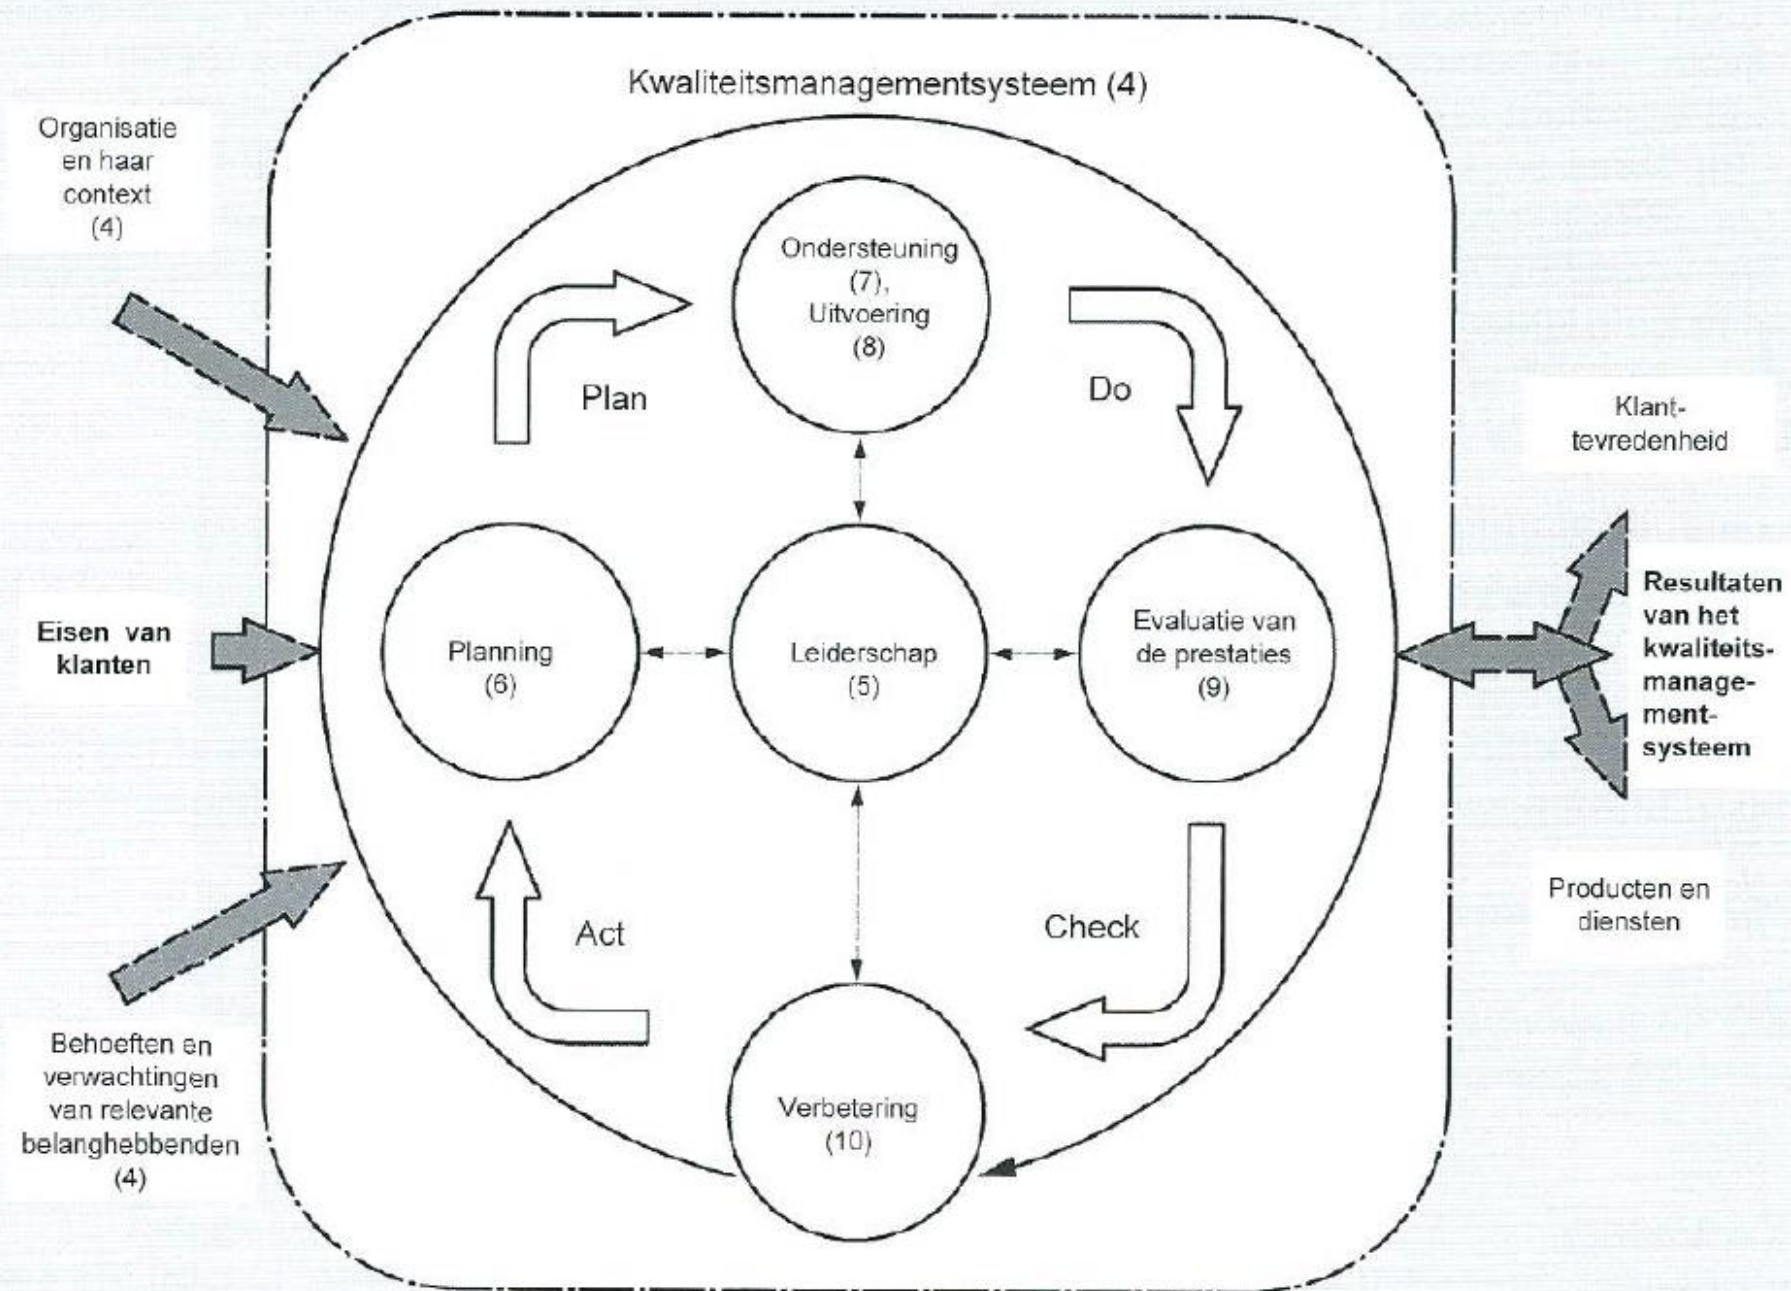 Kwaliteitsmanagementsysteem (4)
Organisatie
en haar
context
(4)
Ondersteuning
(7),
Uitvoering
(8)
Plan
Do
Klant-
tevredenheid
Eisen van
klanten
Planning
(6)
Leiderschap
(5)
Evaluatie van
de prestaties
(9)
Resultaten
van het
kwaliteits-
manage-
ment-
systeem
Act
Check
Producten en
diensten
Behoeften en
verwachtingen
van relevante
belanghebbenden
(4)
Verbetering
(10)